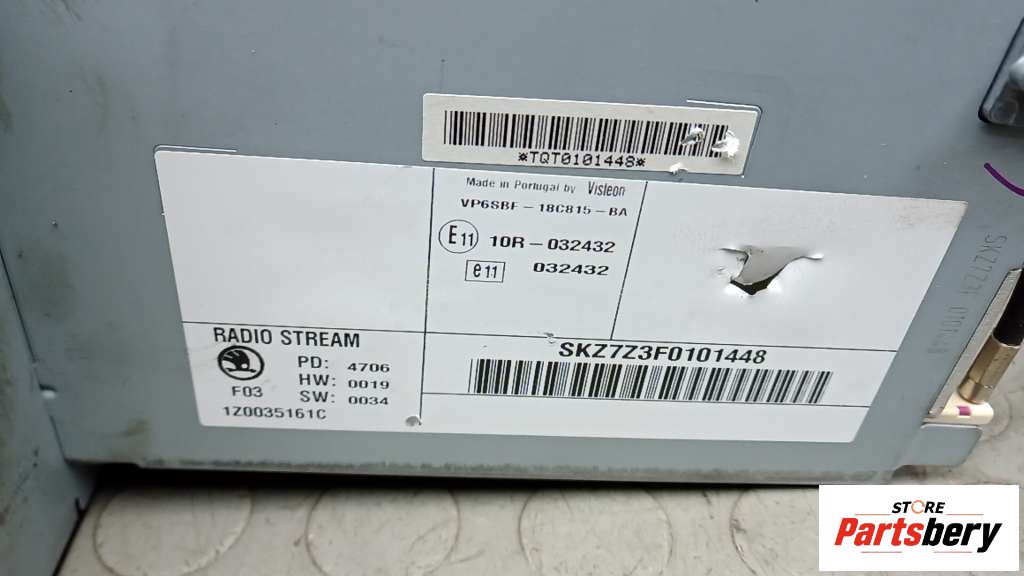 *TQT0101448*
Made in Portugal by Visteon
VP6SBF-18C815-BA
E11 10R-032432
e11 032432
RADIO STREAM
PD: 4706
HW: 0019
F03 SW: 0034
1Z0035161C
SKZ7Z3F0101448
STORE
Partsbery